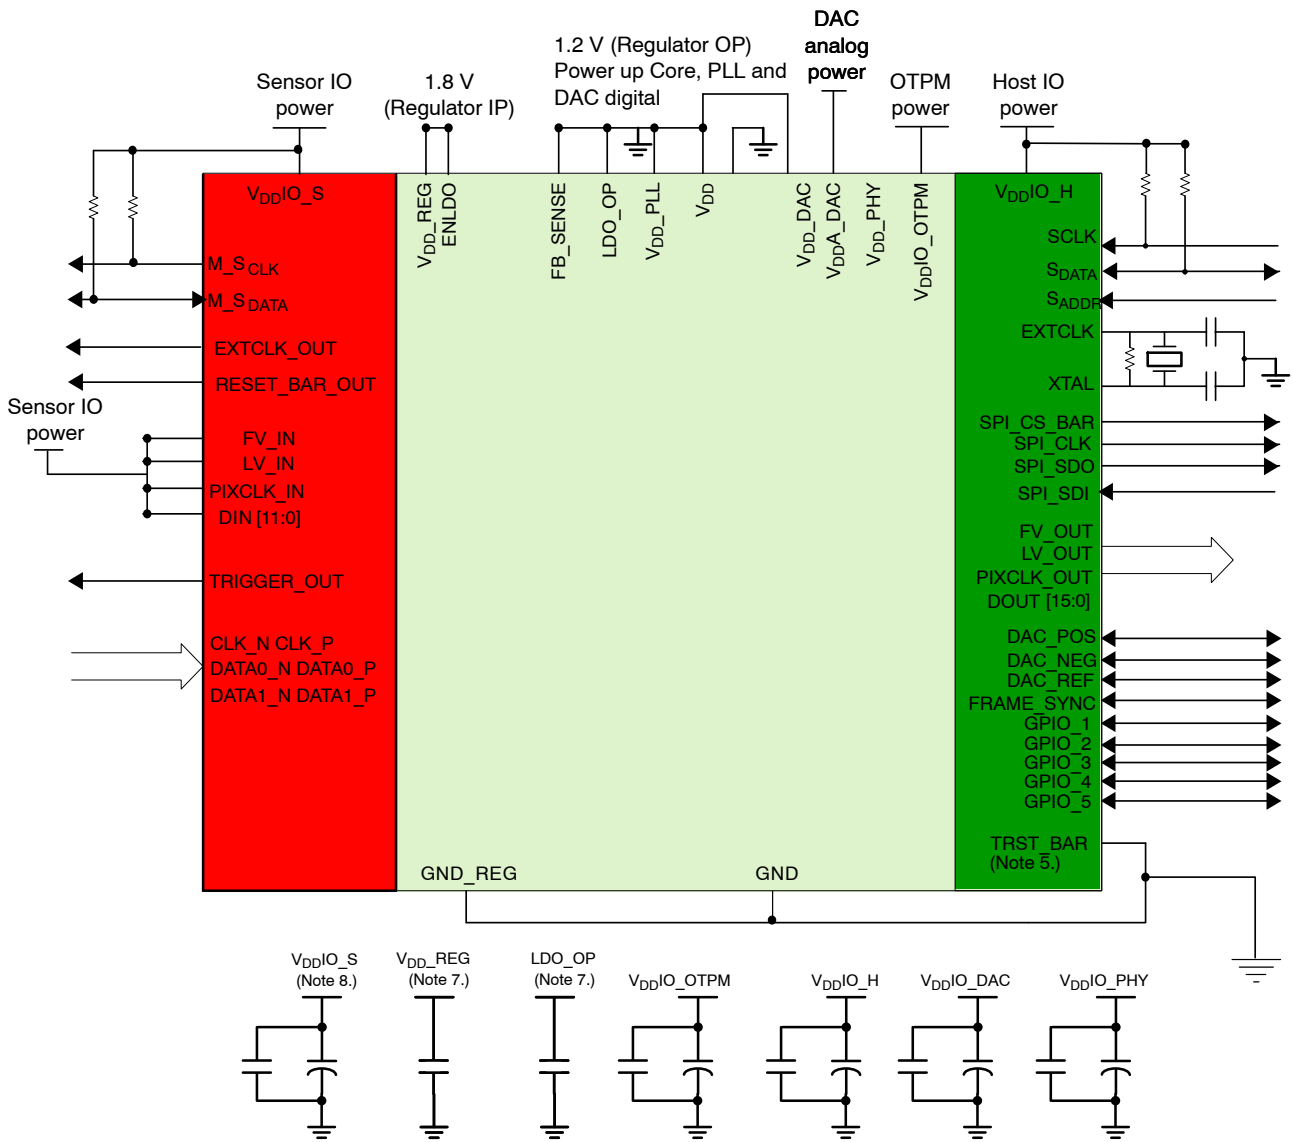 DAC
analog
power
1.2 V (Regulator OP)
Power up Core, PLL and
DAC digital
Sensor IO
power
1.8 V
(Regulator IP)
OTPM
power
Host IO
power
VDDIO_S
VDD_REG
ENLDO
FB_SENSE
LDO_OP
VDD_PLL
VDD
VDD_DAC
VDDA_DAC
VDD_PHY
VDDIO_OTPM
VDDIO_H
M_SCLK
M_SDATA
EXTCLK_OUT
RESET_BAR_OUT
Sensor IO
power
FV_IN
LV_IN
PIXCLK_IN
DIN [11:0]
TRIGGER_OUT
CLK_N CLK_P
DATA0_N DATA0_P
DATA1_N DATA1_P
SCLK
SDATA
SADDR
EXTCLK
XTAL
SPI_CS_BAR
SPI_CLK
SPI_SDO
SPI_SDI
FV_OUT
LV_OUT
PIXCLK_OUT
DOUT [15:0]
DAC_POS
DAC_NEG
DAC_REF
FRAME_SYNC
GPIO_1
GPIO_2
GPIO_3
GPIO_4
GPIO_5
TRST_BAR
(Note 5.)
GND_REG
GND
VDDIO_S
(Note 8.)
VDD_REG
(Note 7.)
LDO_OP
(Note 7.)
VDDIO_OTPM
VDDIO_H
VDDIO_DAC
VDDIO_PHY